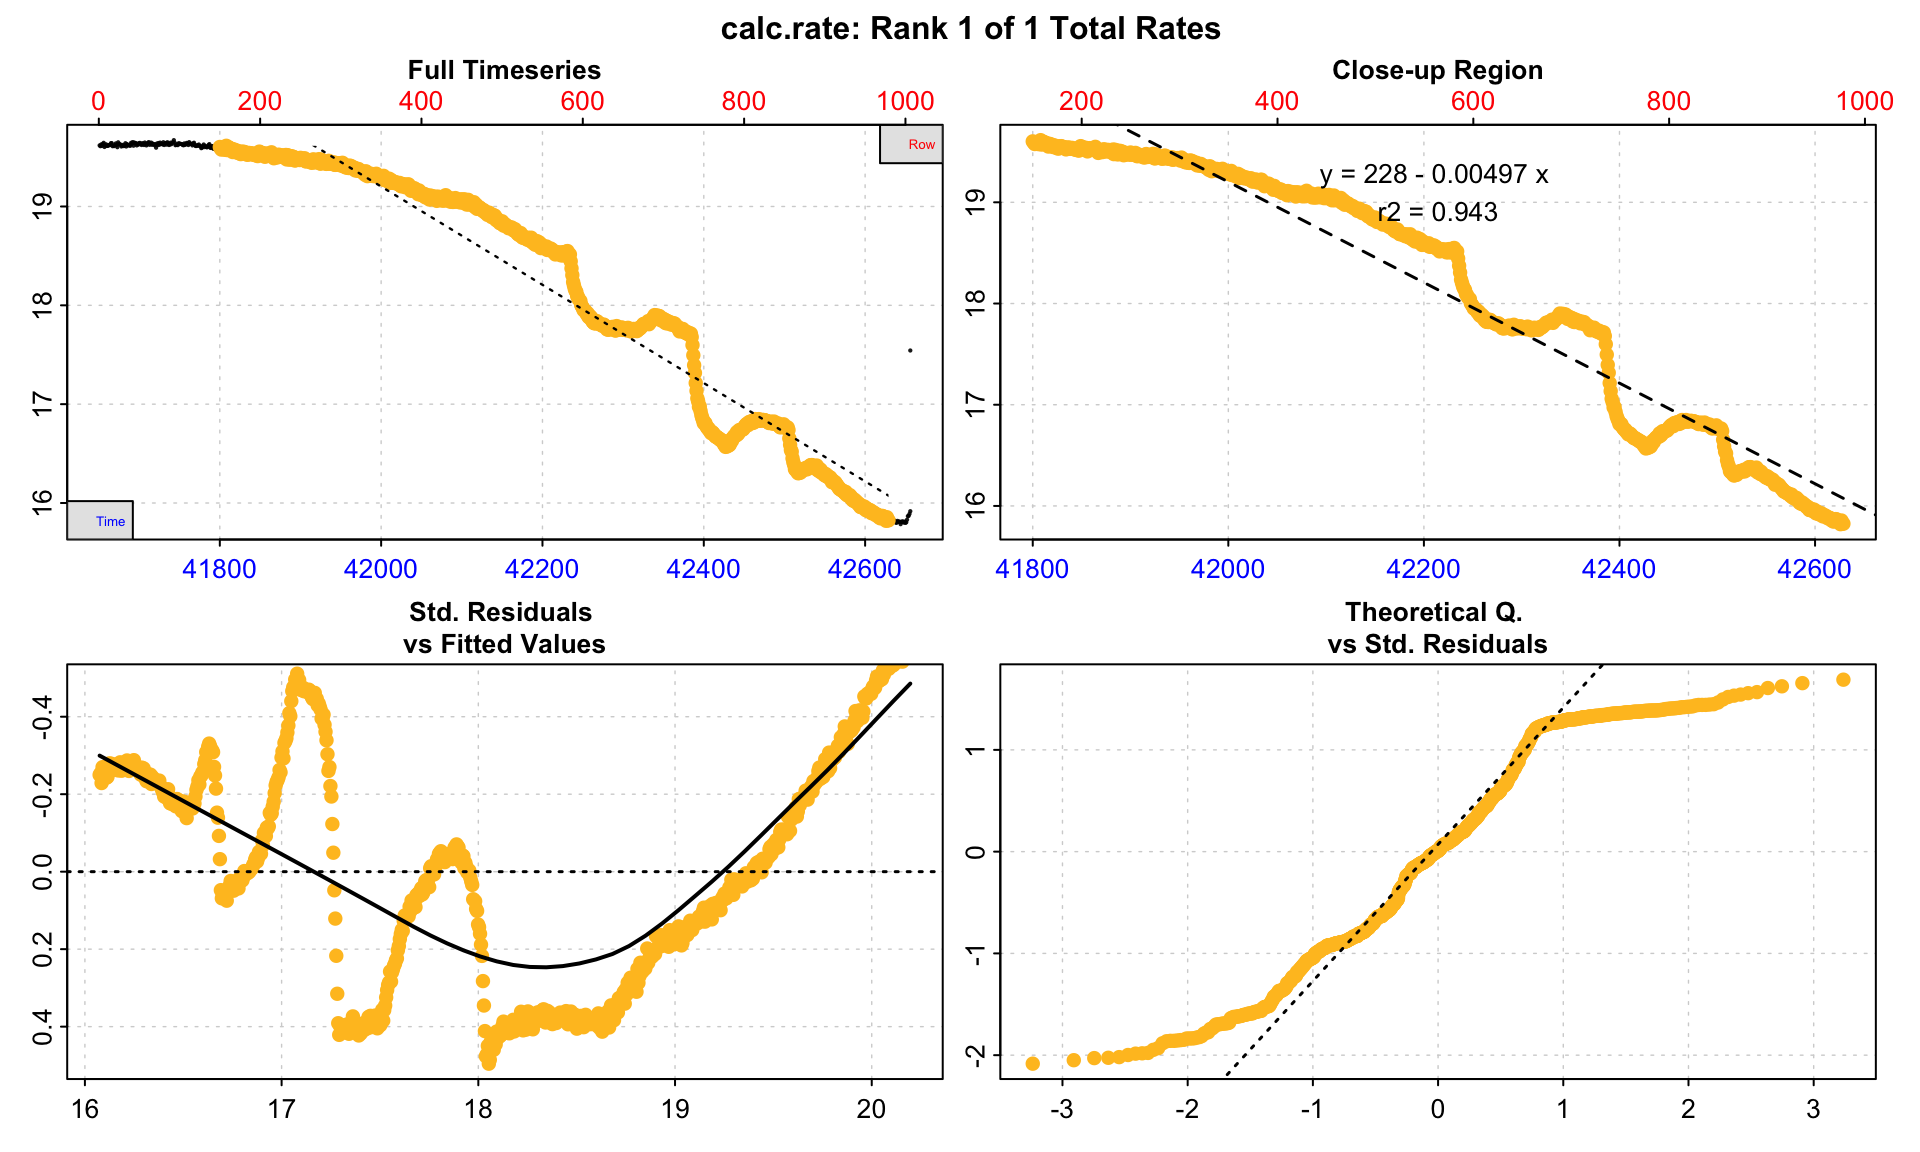 calc.rate: Rank 1 of 1 Total Rates
Full Timeseries
0 200 400 600 800 1000
Row
19
18
17
16
Time
41800 42000 42200 42400 42600
Close-up Region
200 400 600 800 1000
y = 228 - 0.00497 x
r2 = 0.943
19
18
17
16
41800 42000 42200 42400 42600
Std. Residuals
vs Fitted Values
-0.4
-0.2
0.0
0.2
0.4
16 17 18 19 20
Theoretical Q.
vs Std. Residuals
1
0
-1
-2
-3 -2 -1 0 1 2 3